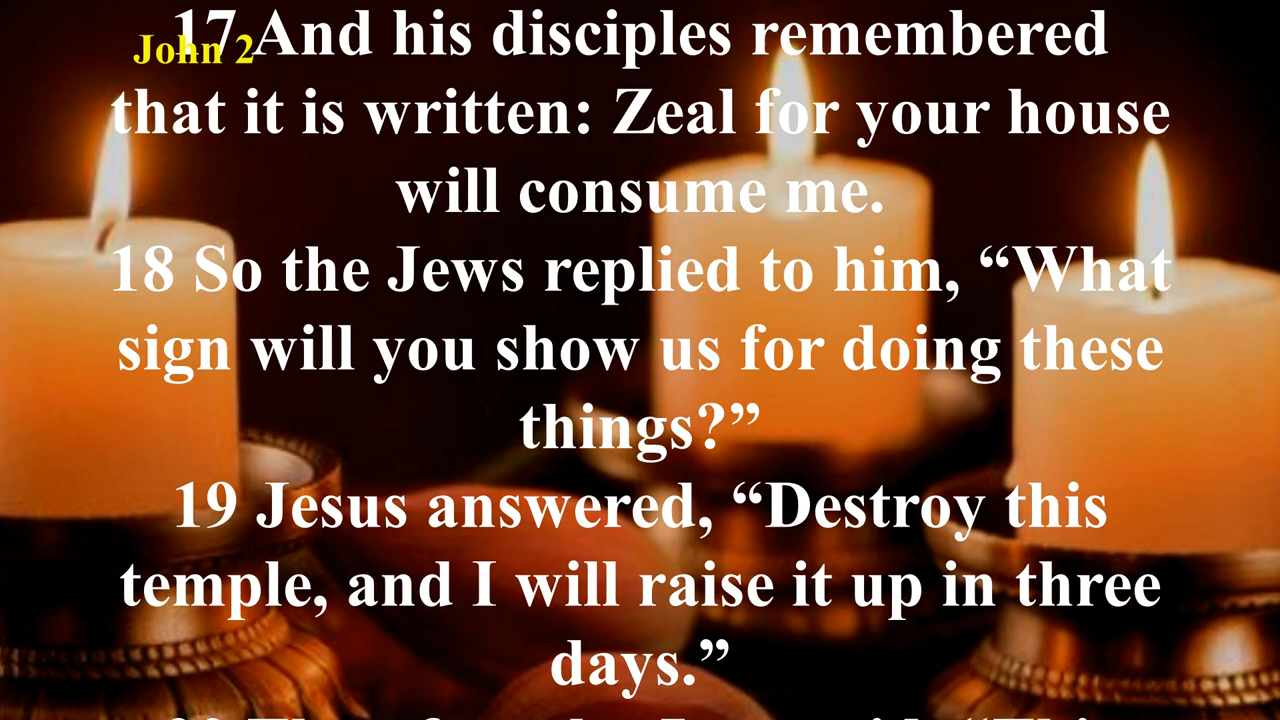 John 2
17 And his disciples remembered
that it is written: Zeal for your house
will consume me.
18 So the Jews replied to him, “What
sign will you show us for doing these
things?”
19 Jesus answered, “Destroy this
temple, and I will raise it up in three
days.”